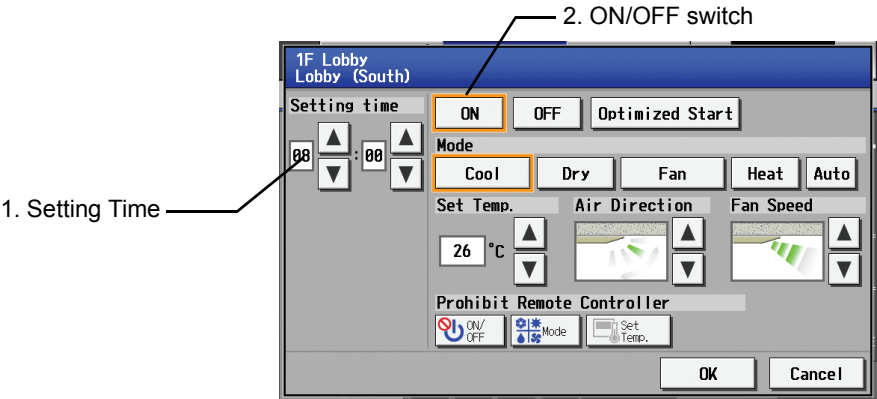 2. ON/OFF switch
1F Lobby
Lobby (South)
Setting time
ON OFF Optimized Start
08 : 00
Mode
Cool Dry Fan Heat Auto
1. Setting Time
Set Temp. Air Direction Fan Speed
26 °C
Prohibit Remote Controller
ON/
OFF
Mode
Set
Temp.
OK Cancel